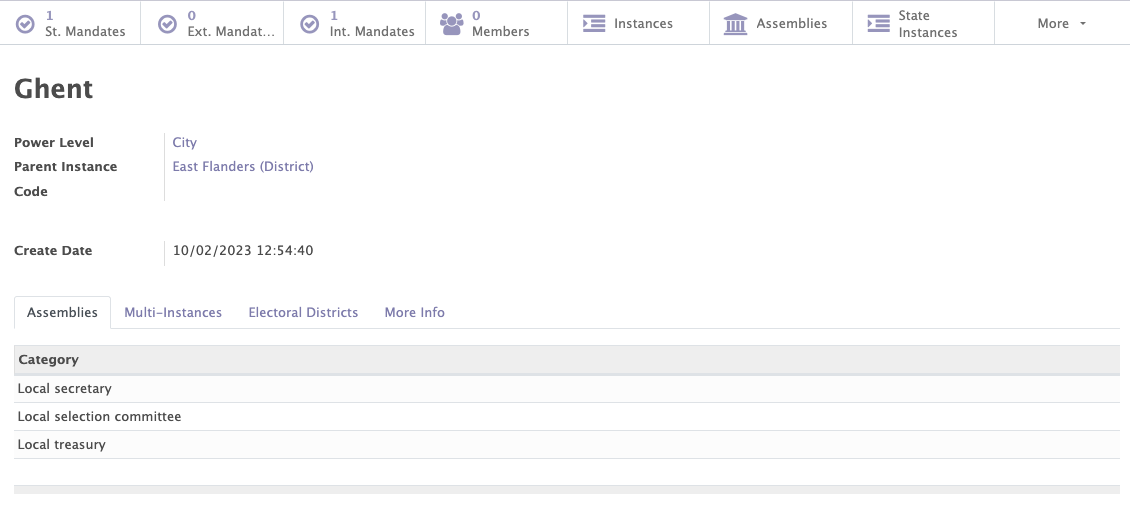 1
St. Mandates
0
Ext. Mandat...
1
Int. Mandates
0
Members
Instances
Assemblies
State
Instances
More
Ghent
Power Level City
Parent Instance East Flanders (District)
Code
Create Date 10/02/2023 12:54:40
Assemblies Multi-Instances Electoral Districts More Info
Category
Local secretary
Local selection committee
Local treasury